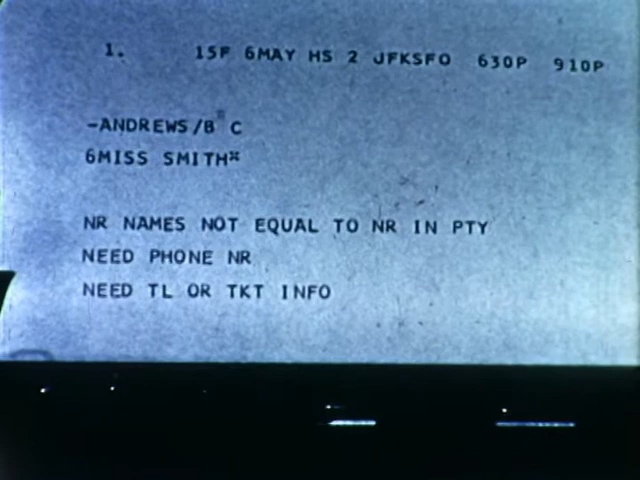 1. 15F 6MAY HS 2 JFKSFO 630P 910P
-ANDREWS/B C
6MISS SMITH¤
NR NAMES NOT EQUAL TO NR IN PTY
NEED PHONE NR
NEED TL OR TKT INFO